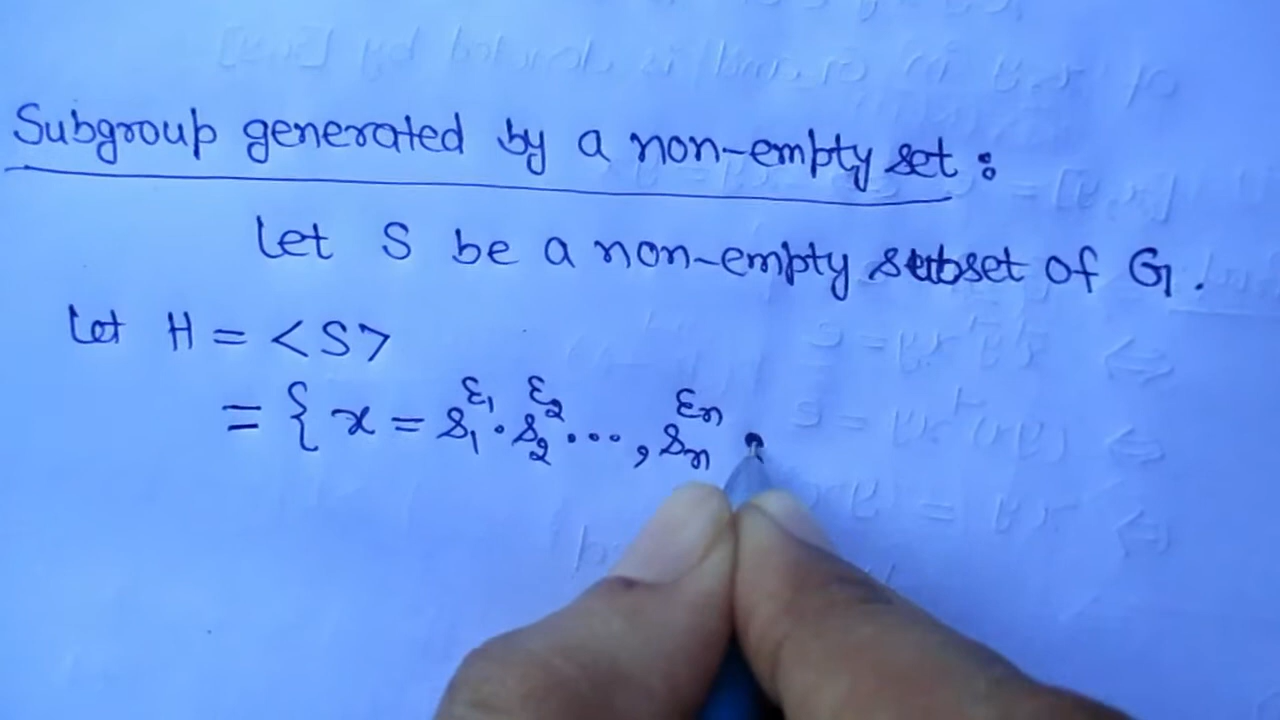 Subgroup generated by a non-empty set :
Let S be a non-empty subset of G.
Let H = <S>
= { x = s₁^ε₁ · s₂^ε₂ ..., sₙ^εₙ :